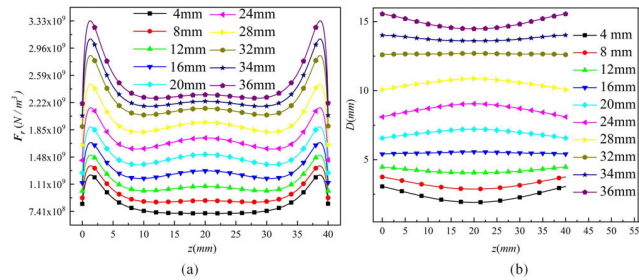 3.33x10⁹
2.96x10⁹
2.59x10⁹
2.22x10⁹
1.85x10⁹
1.48x10⁹
1.11x10⁹
7.41x10⁸
F_r (N / m²)
4mm
8mm
12mm
16mm
20mm
24mm
28mm
32mm
34mm
36mm
0 5 10 15 20 25 30 35 40
z(mm)
(a)
15
10
5
D(mm)
4 mm
8 mm
12mm
16mm
20mm
24mm
28mm
32mm
34mm
36mm
0 5 10 15 20 25 30 35 40 45 50 55
z(mm)
(b)